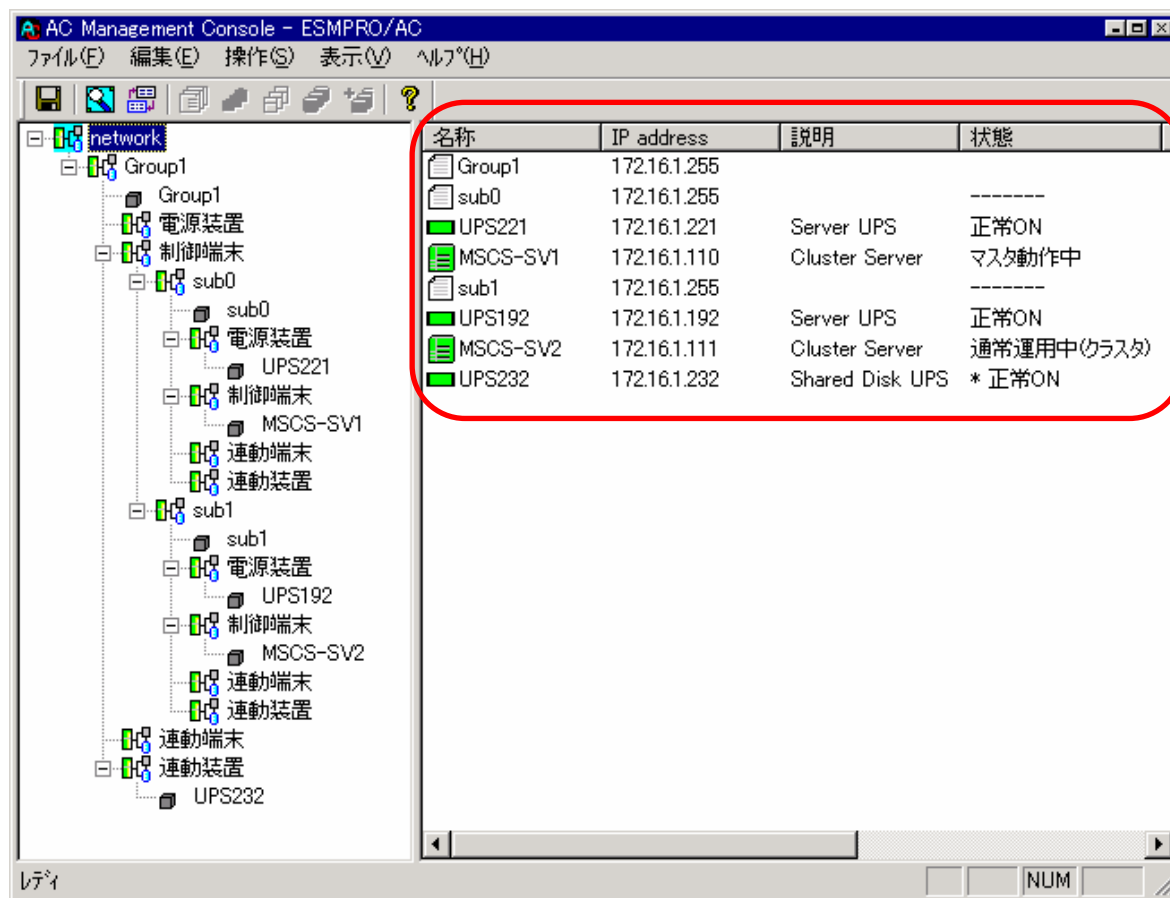 AC Management Console - ESMPRO/AC
ファイル(F) 編集(E) 操作(S) 表示(V) ヘルプ(H)
network
Group1
Group1
電源装置
制御端末
sub0
sub0
電源装置
UPS221
制御端末
MSCS-SV1
連動端末
連動装置
sub1
sub1
電源装置
UPS192
制御端末
MSCS-SV2
連動端末
連動装置
連動端末
連動装置
UPS232
名称 IP address 説明 状態
Group1 172.16.1.255
sub0 172.16.1.255 -------
UPS221 172.16.1.221 Server UPS 正常ON
MSCS-SV1 172.16.1.110 Cluster Server マスタ動作中
sub1 172.16.1.255 -------
UPS192 172.16.1.192 Server UPS 正常ON
MSCS-SV2 172.16.1.111 Cluster Server 通常運用中(クラスタ)
UPS232 172.16.1.232 Shared Disk UPS * 正常ON
レディ NUM